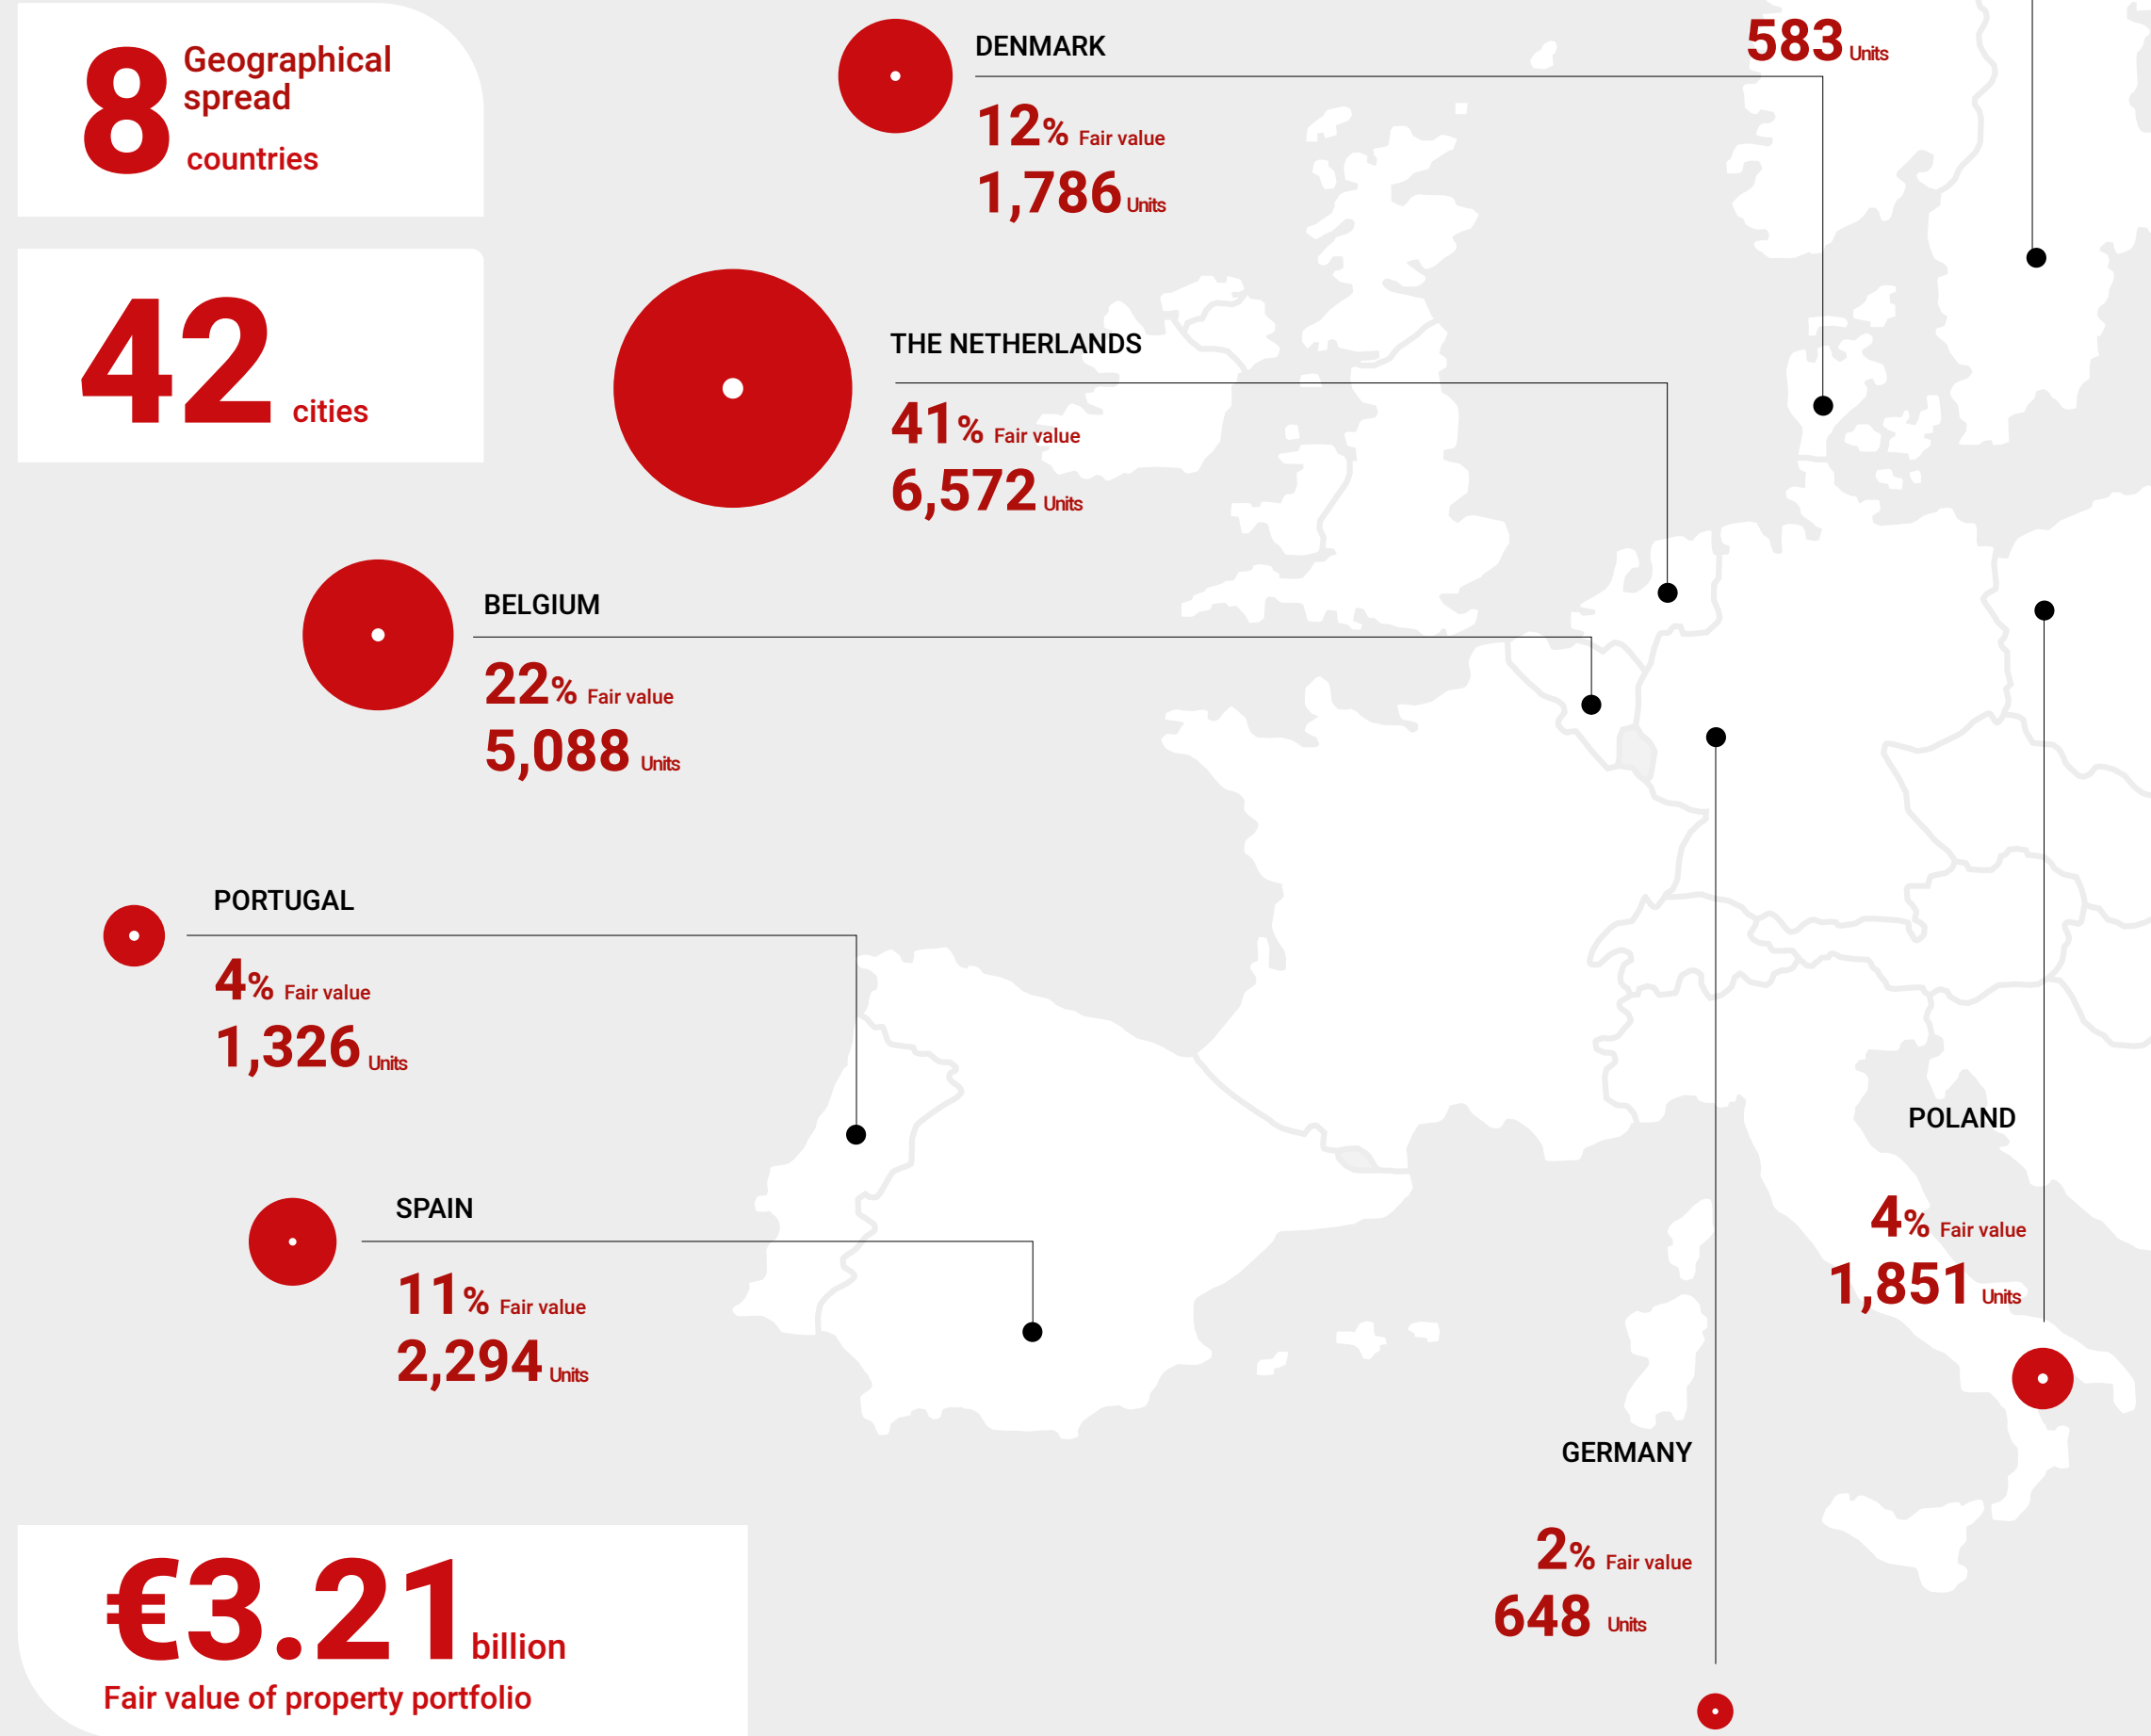 8 Geographical
spread
countries
42 cities
DENMARK
12% Fair value
1,786 Units
583 Units
THE NETHERLANDS
41% Fair value
6,572 Units
BELGIUM
22% Fair value
5,088 Units
PORTUGAL
4% Fair value
1,326 Units
SPAIN
11% Fair value
2,294 Units
POLAND
4% Fair value
1,851 Units
GERMANY
2% Fair value
648 Units
€3.21 billion
Fair value of property portfolio